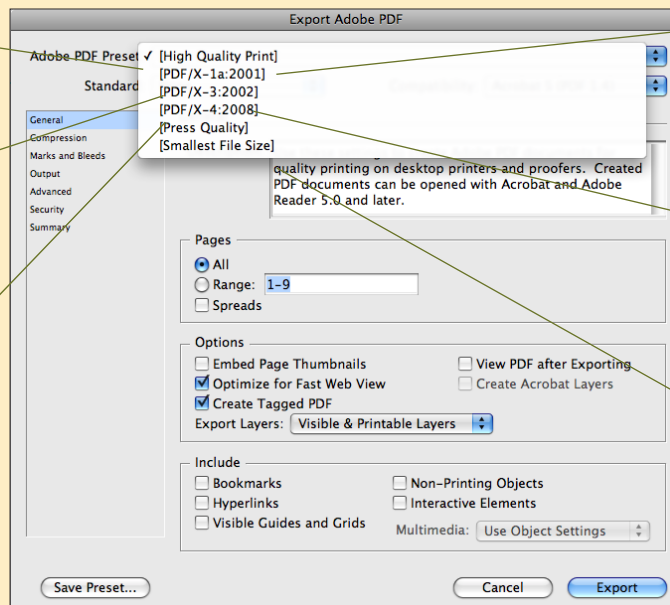 Export Adobe PDF
Adobe PDF Preset
✓ [High Quality Print]
[PDF/X-1a:2001]
Standard
[PDF/X-3:2002]
[PDF/X-4:2008]
[Press Quality]
[Smallest File Size]
General
Compression
Marks and Bleeds
Output
Advanced
Security
Summary
quality printing on desktop printers and proofers. Created
PDF documents can be opened with Acrobat and Adobe
Reader 5.0 and later.
Pages
All
Range: 1-9
Spreads
Options
Embed Page Thumbnails
View PDF after Exporting
Optimize for Fast Web View
Create Acrobat Layers
Create Tagged PDF
Export Layers: Visible & Printable Layers
Include
Bookmarks
Non-Printing Objects
Hyperlinks
Interactive Elements
Visible Guides and Grids
Multimedia: Use Object Settings
Save Preset...
Cancel
Export